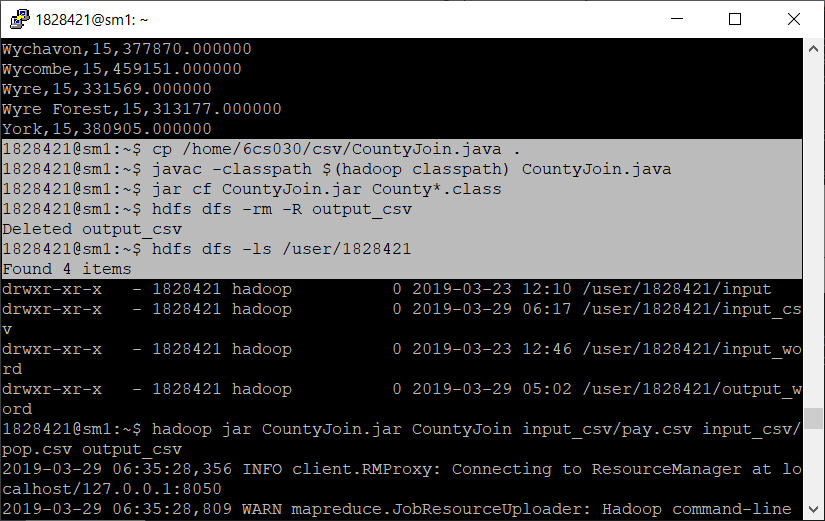 1828421@sm1: ~
Wychavon,15,377870.000000
Wycombe,15,459151.000000
Wyre,15,331569.000000
Wyre Forest,15,313177.000000
York,15,380905.000000
1828421@sm1:~$ cp /home/6cs030/csv/CountyJoin.java .
1828421@sm1:~$ javac -classpath $(hadoop classpath) CountyJoin.java
1828421@sm1:~$ jar cf CountyJoin.jar County*.class
1828421@sm1:~$ hdfs dfs -rm -R output_csv
Deleted output_csv
1828421@sm1:~$ hdfs dfs -ls /user/1828421
Found 4 items
drwxr-xr-x   - 1828421 hadoop          0 2019-03-23 12:10 /user/1828421/input
drwxr-xr-x   - 1828421 hadoop          0 2019-03-29 06:17 /user/1828421/input_cs
v
drwxr-xr-x   - 1828421 hadoop          0 2019-03-23 12:46 /user/1828421/input_wo
rd
drwxr-xr-x   - 1828421 hadoop          0 2019-03-29 05:02 /user/1828421/output_w
ord
1828421@sm1:~$ hadoop jar CountyJoin.jar CountyJoin input_csv/pay.csv input_csv/
pop.csv output_csv
2019-03-29 06:35:28,356 INFO client.RMProxy: Connecting to ResourceManager at lo
calhost/127.0.0.1:8050
2019-03-29 06:35:28,809 WARN mapreduce.JobResourceUploader: Hadoop command-line